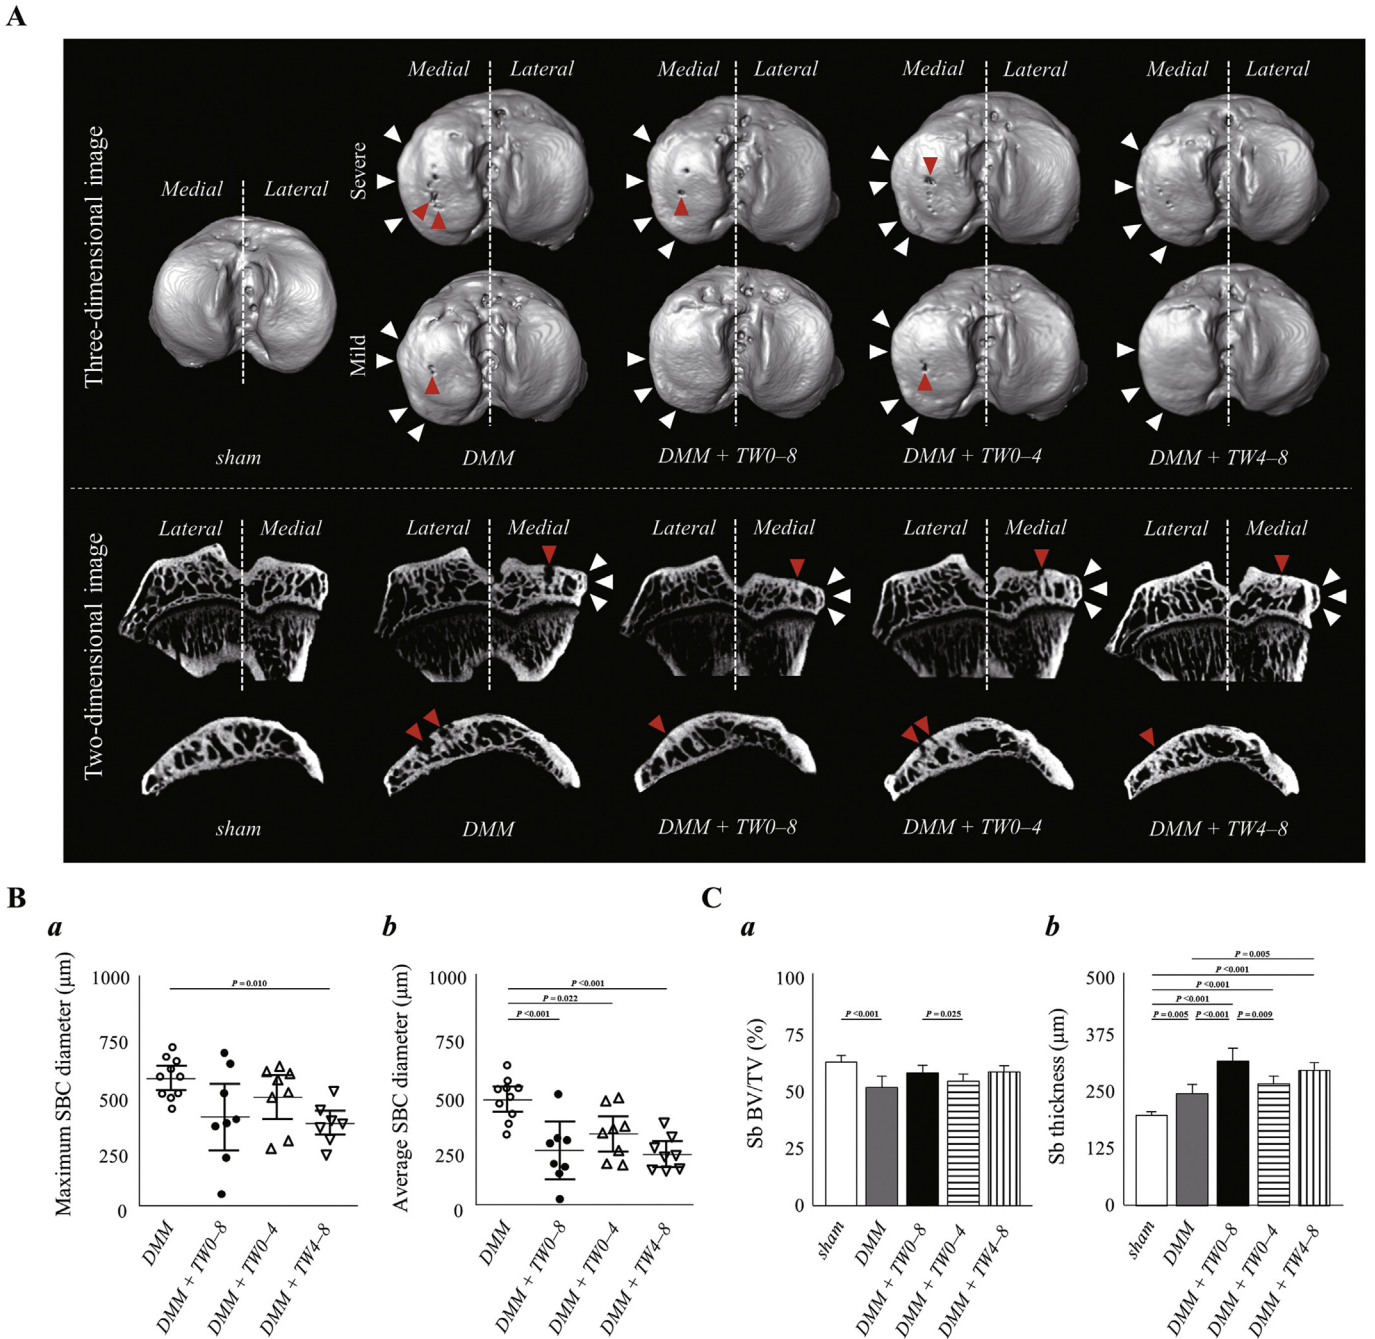 A
Medial Lateral Medial Lateral Medial Lateral Medial Lateral
Three-dimensional image
Severe
Medial Lateral
Mild
sham DMM DMM + TW0–8 DMM + TW0–4 DMM + TW4–8
Two-dimensional image
Lateral Medial Lateral Medial Lateral Medial Lateral Medial Lateral Medial
sham DMM DMM + TW0–8 DMM + TW0–4 DMM + TW4–8
B
a
Maximum SBC diameter (μm)
1000
750
500
250
0
P = 0.010
DMM
DMM + TW0–8
DMM + TW0–4
DMM + TW4–8
b
Average SBC diameter (μm)
1000
750
500
250
0
P <0.001
P = 0.022
P <0.001
DMM
DMM + TW0–8
DMM + TW0–4
DMM + TW4–8
C
a
Sb BV/TV (%)
100
75
50
25
0
P <0.001 P = 0.025
sham
DMM
DMM + TW0–8
DMM + TW0–4
DMM + TW4–8
b
Sb thickness (μm)
500
375
250
125
0
P = 0.005
P <0.001
P <0.001
P <0.001
P = 0.005 P <0.001 P = 0.009
sham
DMM
DMM + TW0–8
DMM + TW0–4
DMM + TW4–8